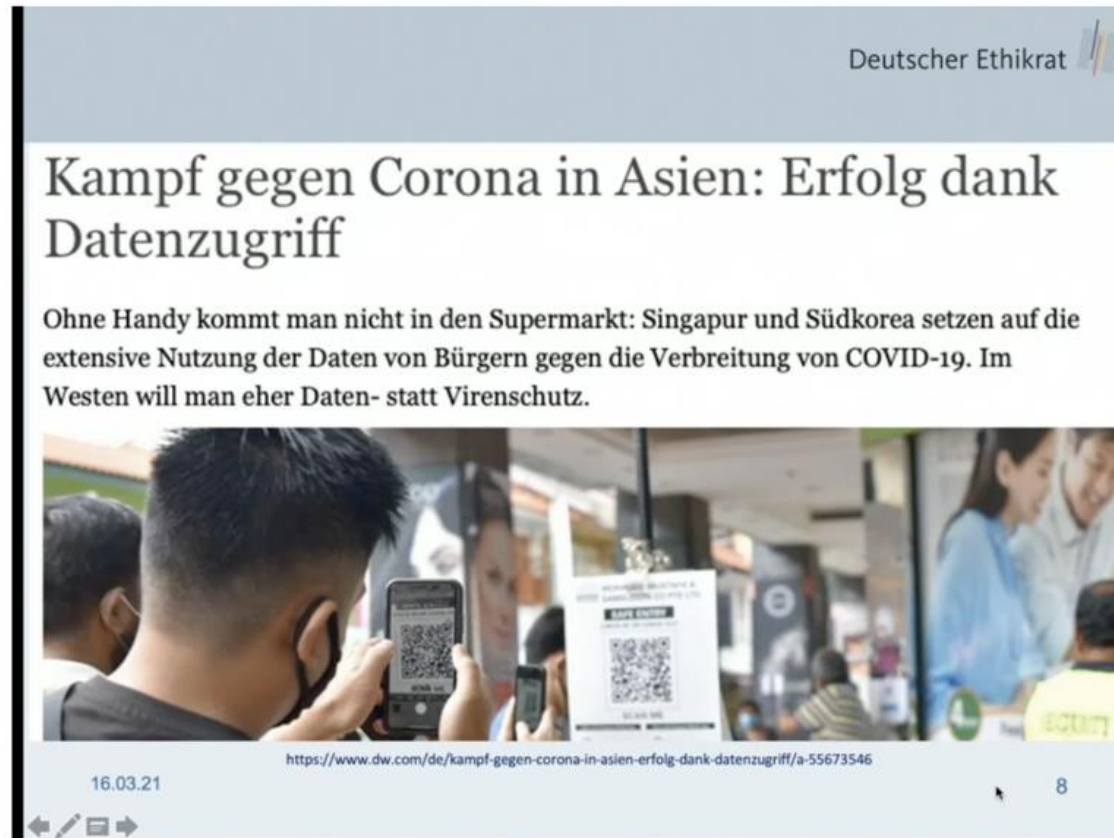 Deutscher Ethikrat
Kampf gegen Corona in Asien: Erfolg dank
Datenzugriff
Ohne Handy kommt man nicht in den Supermarkt: Singapur und Südkorea setzen auf die
extensive Nutzung der Daten von Bürgern gegen die Verbreitung von COVID-19. Im
Westen will man eher Daten- statt Virenschutz.
SAFE ENTRY
SCAN ME
SECURITY
https://www.dw.com/de/kampf-gegen-corona-in-asien-erfolg-dank-datenzugriff/a-55673546
16.03.21
8